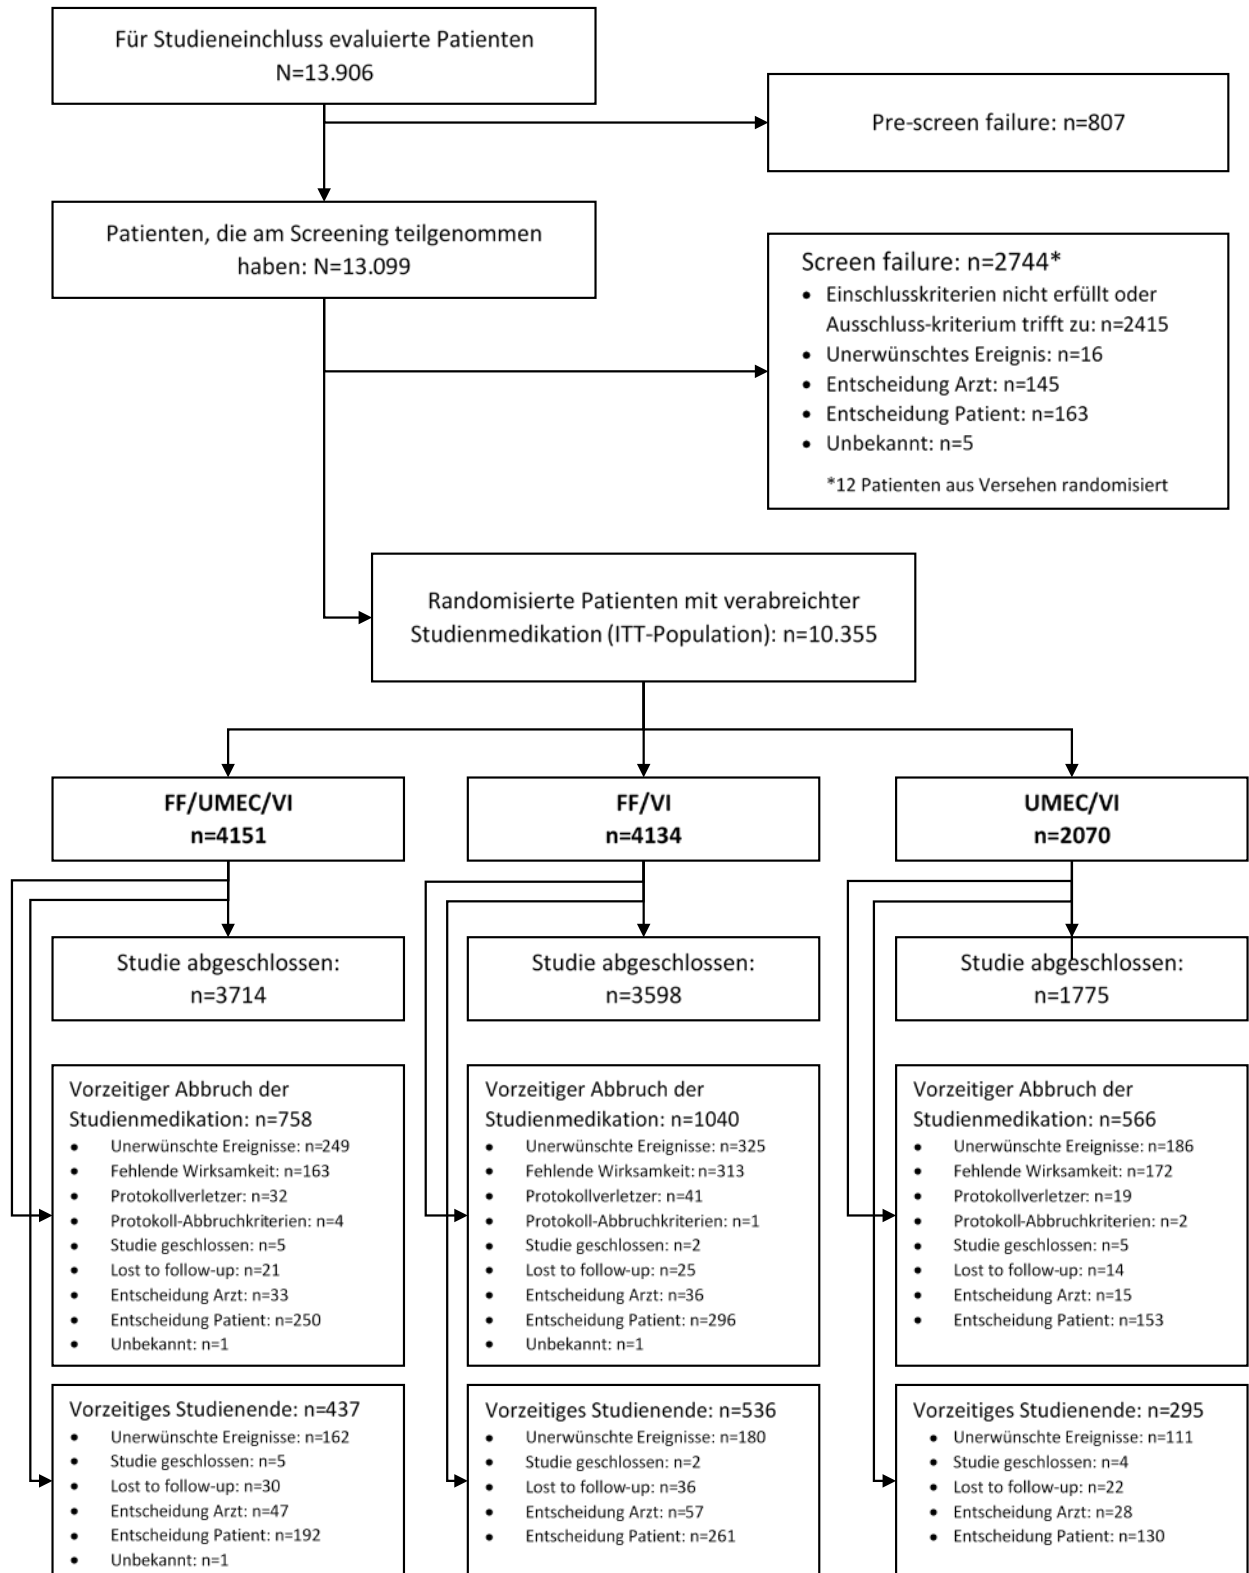 Für Studieneinchluss evaluierte Patienten
N=13.906
Pre-screen failure: n=807
Patienten, die am Screening teilgenommen
haben: N=13.099
Screen failure: n=2744*
• Einschlusskriterien nicht erfüllt oder
Ausschluss-kriterium trifft zu: n=2415
• Unerwünschtes Ereignis: n=16
• Entscheidung Arzt: n=145
• Entscheidung Patient: n=163
• Unbekannt: n=5
*12 Patienten aus Versehen randomisiert
Randomisierte Patienten mit verabreichter
Studienmedikation (ITT-Population): n=10.355
FF/UMEC/VI
n=4151
FF/VI
n=4134
UMEC/VI
n=2070
Studie abgeschlossen:
n=3714
Studie abgeschlossen:
n=3598
Studie abgeschlossen:
n=1775
Vorzeitiger Abbruch der
Studienmedikation: n=758
• Unerwünschte Ereignisse: n=249
• Fehlende Wirksamkeit: n=163
• Protokollverletzer: n=32
• Protokoll-Abbruchkriterien: n=4
• Studie geschlossen: n=5
• Lost to follow-up: n=21
• Entscheidung Arzt: n=33
• Entscheidung Patient: n=250
• Unbekannt: n=1
Vorzeitiger Abbruch der
Studienmedikation: n=1040
• Unerwünschte Ereignisse: n=325
• Fehlende Wirksamkeit: n=313
• Protokollverletzer: n=41
• Protokoll-Abbruchkriterien: n=1
• Studie geschlossen: n=2
• Lost to follow-up: n=25
• Entscheidung Arzt: n=36
• Entscheidung Patient: n=296
• Unbekannt: n=1
Vorzeitiger Abbruch der
Studienmedikation: n=566
• Unerwünschte Ereignisse: n=186
• Fehlende Wirksamkeit: n=172
• Protokollverletzer: n=19
• Protokoll-Abbruchkriterien: n=2
• Studie geschlossen: n=5
• Lost to follow-up: n=14
• Entscheidung Arzt: n=15
• Entscheidung Patient: n=153
Vorzeitiges Studienende: n=437
• Unerwünschte Ereignisse: n=162
• Studie geschlossen: n=5
• Lost to follow-up: n=30
• Entscheidung Arzt: n=47
• Entscheidung Patient: n=192
• Unbekannt: n=1
Vorzeitiges Studienende: n=536
• Unerwünschte Ereignisse: n=180
• Studie geschlossen: n=2
• Lost to follow-up: n=36
• Entscheidung Arzt: n=57
• Entscheidung Patient: n=261
Vorzeitiges Studienende: n=295
• Unerwünschte Ereignisse: n=111
• Studie geschlossen: n=4
• Lost to follow-up: n=22
• Entscheidung Arzt: n=28
• Entscheidung Patient: n=130